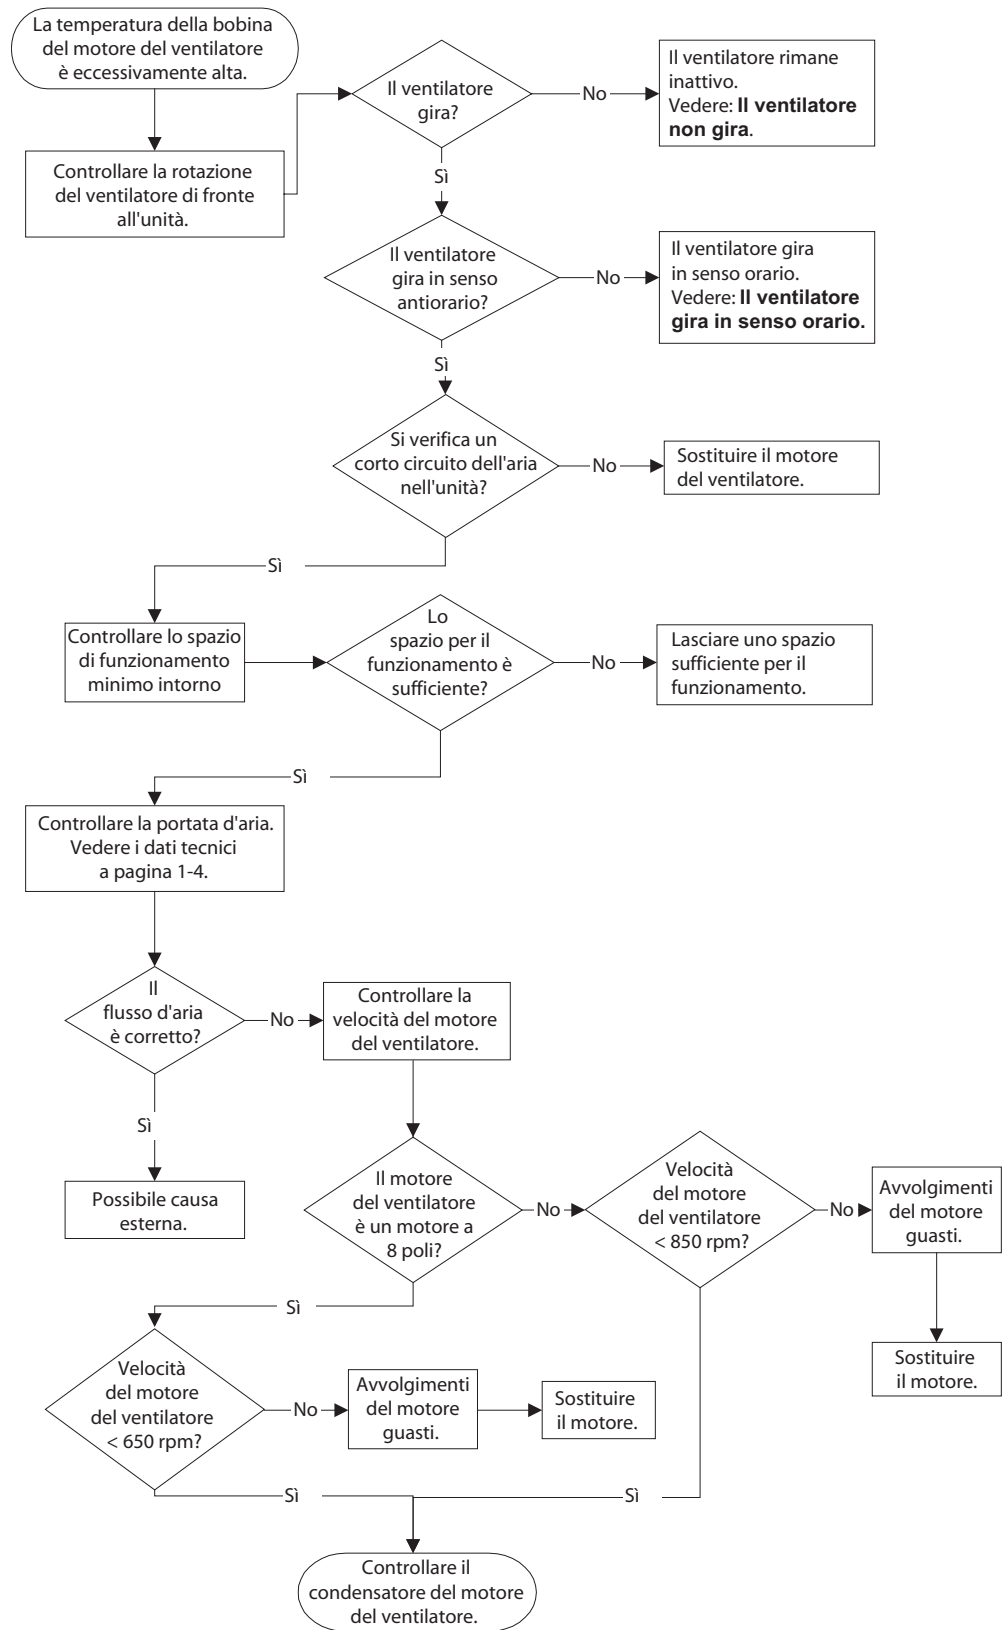 La temperatura della bobina
del motore del ventilatore
è eccessivamente alta.
Controllare la rotazione
del ventilatore di fronte
all'unità.
Il ventilatore
gira?
No
Il ventilatore rimane
inattivo.
Vedere: Il ventilatore
non gira.
Sì
Il ventilatore
gira in senso
antiorario?
No
Il ventilatore gira
in senso orario.
Vedere: Il ventilatore
gira in senso orario.
Sì
Si verifica un
corto circuito dell'aria
nell'unità?
No
Sostituire il motore
del ventilatore.
Sì
Controllare lo spazio
di funzionamento
minimo intorno
Lo
spazio per il
funzionamento è
sufficiente?
No
Lasciare uno spazio
sufficiente per il
funzionamento.
Sì
Controllare la portata d'aria.
Vedere i dati tecnici
a pagina 1-4.
Il
flusso d'aria
è corretto?
No
Controllare la
velocità del motore
del ventilatore.
Sì
Possibile causa
esterna.
Il motore
del ventilatore
è un motore a
8 poli?
No
Velocità
del motore
del ventilatore
< 850 rpm?
No
Avvolgimenti
del motore
guasti.
Sostituire
il motore.
Sì
Velocità
del motore
del ventilatore
< 650 rpm?
No
Avvolgimenti
del motore
guasti.
Sostituire
il motore.
Sì
Sì
Controllare il
condensatore del motore
del ventilatore.